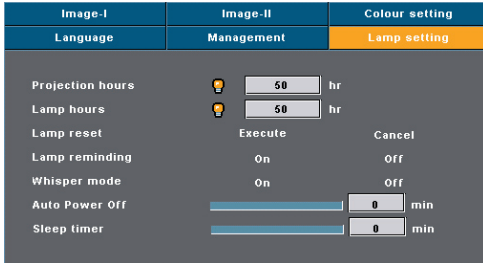 Image-I Image-II Colour setting
Language Management Lamp setting
Projection hours 50 hr
Lamp hours 50 hr
Lamp reset Execute Cancel
Lamp reminding On Off
Whisper mode On Off
Auto Power Off 0 min
Sleep timer 0 min